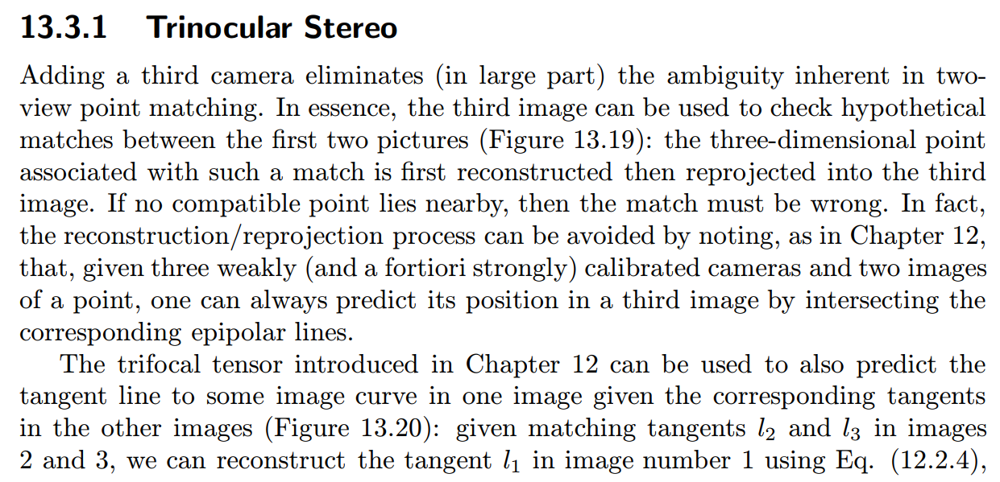 13.3.1 Trinocular Stereo
Adding a third camera eliminates (in large part) the ambiguity inherent in two-
view point matching. In essence, the third image can be used to check hypothetical
matches between the first two pictures (Figure 13.19): the three-dimensional point
associated with such a match is first reconstructed then reprojected into the third
image. If no compatible point lies nearby, then the match must be wrong. In fact,
the reconstruction/reprojection process can be avoided by noting, as in Chapter 12,
that, given three weakly (and a fortiori strongly) calibrated cameras and two images
of a point, one can always predict its position in a third image by intersecting the
corresponding epipolar lines.
The trifocal tensor introduced in Chapter 12 can be used to also predict the
tangent line to some image curve in one image given the corresponding tangents
in the other images (Figure 13.20): given matching tangents l₂ and l₃ in images
2 and 3, we can reconstruct the tangent l₁ in image number 1 using Eq. (12.2.4),